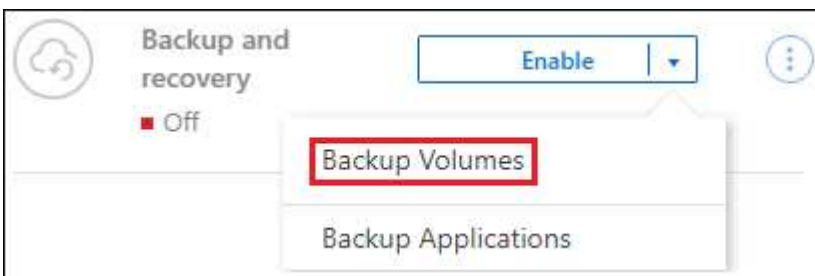 Backup and
recovery
Enable
Off
Backup Volumes
Backup Applications